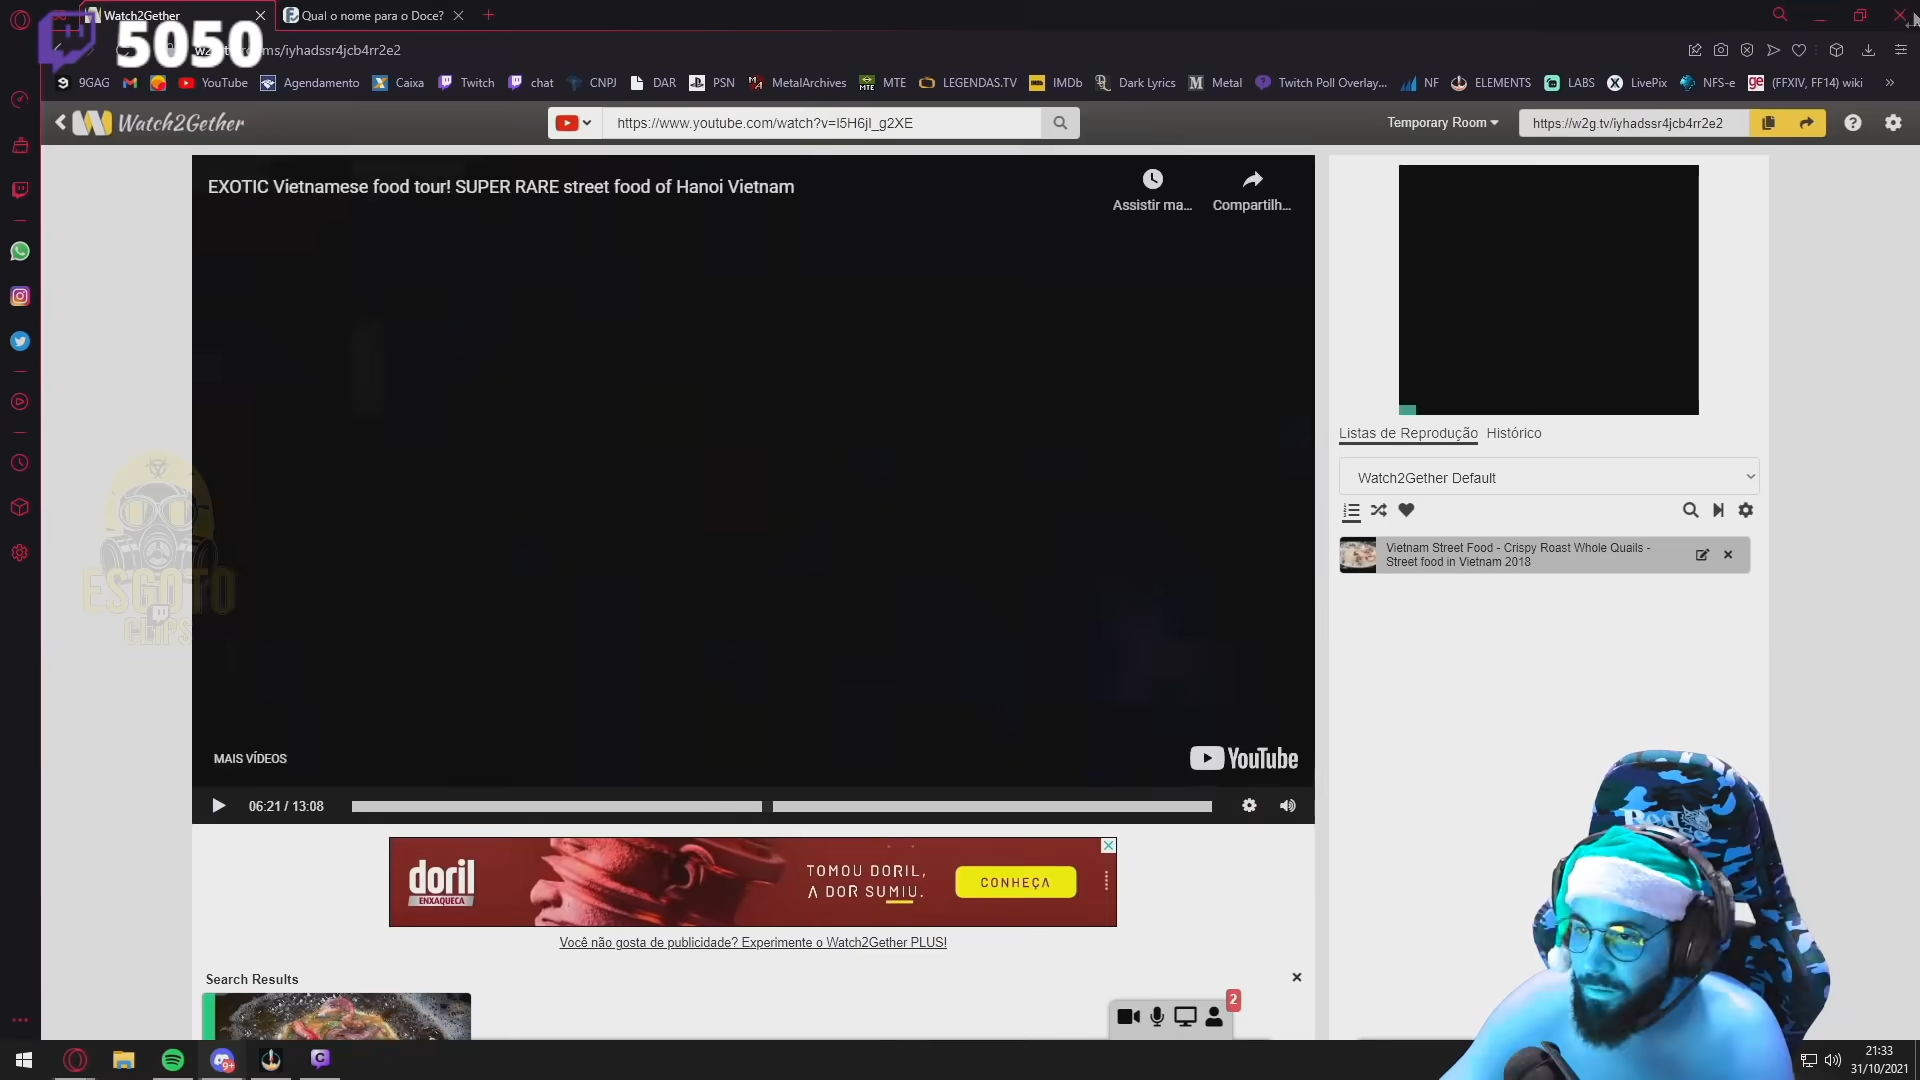 Watch2Gether
Qual o nome para o Doce?
5050
ms/iyhadssr4jcb4rr2e2
9GAG
YouTube
Agendamento
Caixa
Twitch
chat
CNPJ
DAR
PSN
MetalArchives
MTE
LEGENDAS.TV
IMDb
Dark Lyrics
Metal
Twitch Poll Overlay...
NF
ELEMENTS
LABS
LivePix
NFS-e
(FFXIV, FF14) wiki
Watch2Gether
https://www.youtube.com/watch?v=I5H6jI_g2XE
Temporary Room
https://w2g.tv/iyhadssr4jcb4rr2e2
EXOTIC Vietnamese food tour! SUPER RARE street food of Hanoi Vietnam
Assistir ma...
Compartilh...
Listas de Reprodução
Histórico
Watch2Gether Default
Vietnam Street Food - Crispy Roast Whole Quails -
Street food in Vietnam 2018
ESGOTO
CLIPS
MAIS VÍDEOS
YouTube
06:21 / 13:08
doril
ENXAQUECA
TOMOU DORIL,
A DOR SUMIU.
CONHEÇA
Você não gosta de publicidade? Experimente o Watch2Gether PLUS!
Search Results
2
9+
21:33
31/10/2021